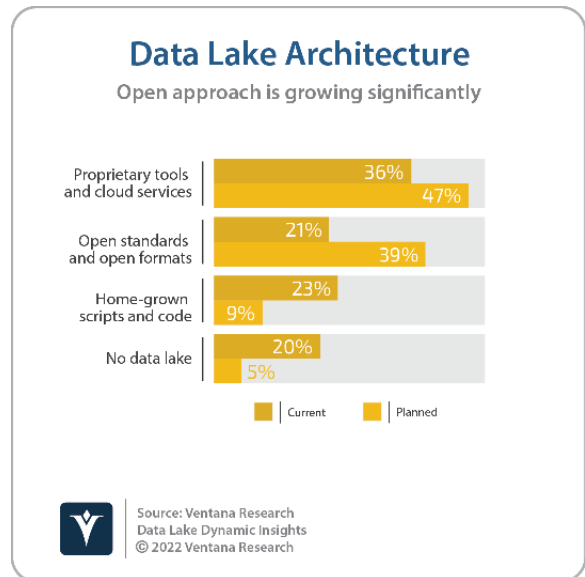 Data Lake Architecture
Open approach is growing significantly
Proprietary tools
and cloud services
36%
47%
Open standards
and open formats
21%
39%
Home-grown
scripts and code
23%
9%
No data lake
20%
5%
Current
Planned
Source: Ventana Research
Data Lake Dynamic Insights
© 2022 Ventana Research